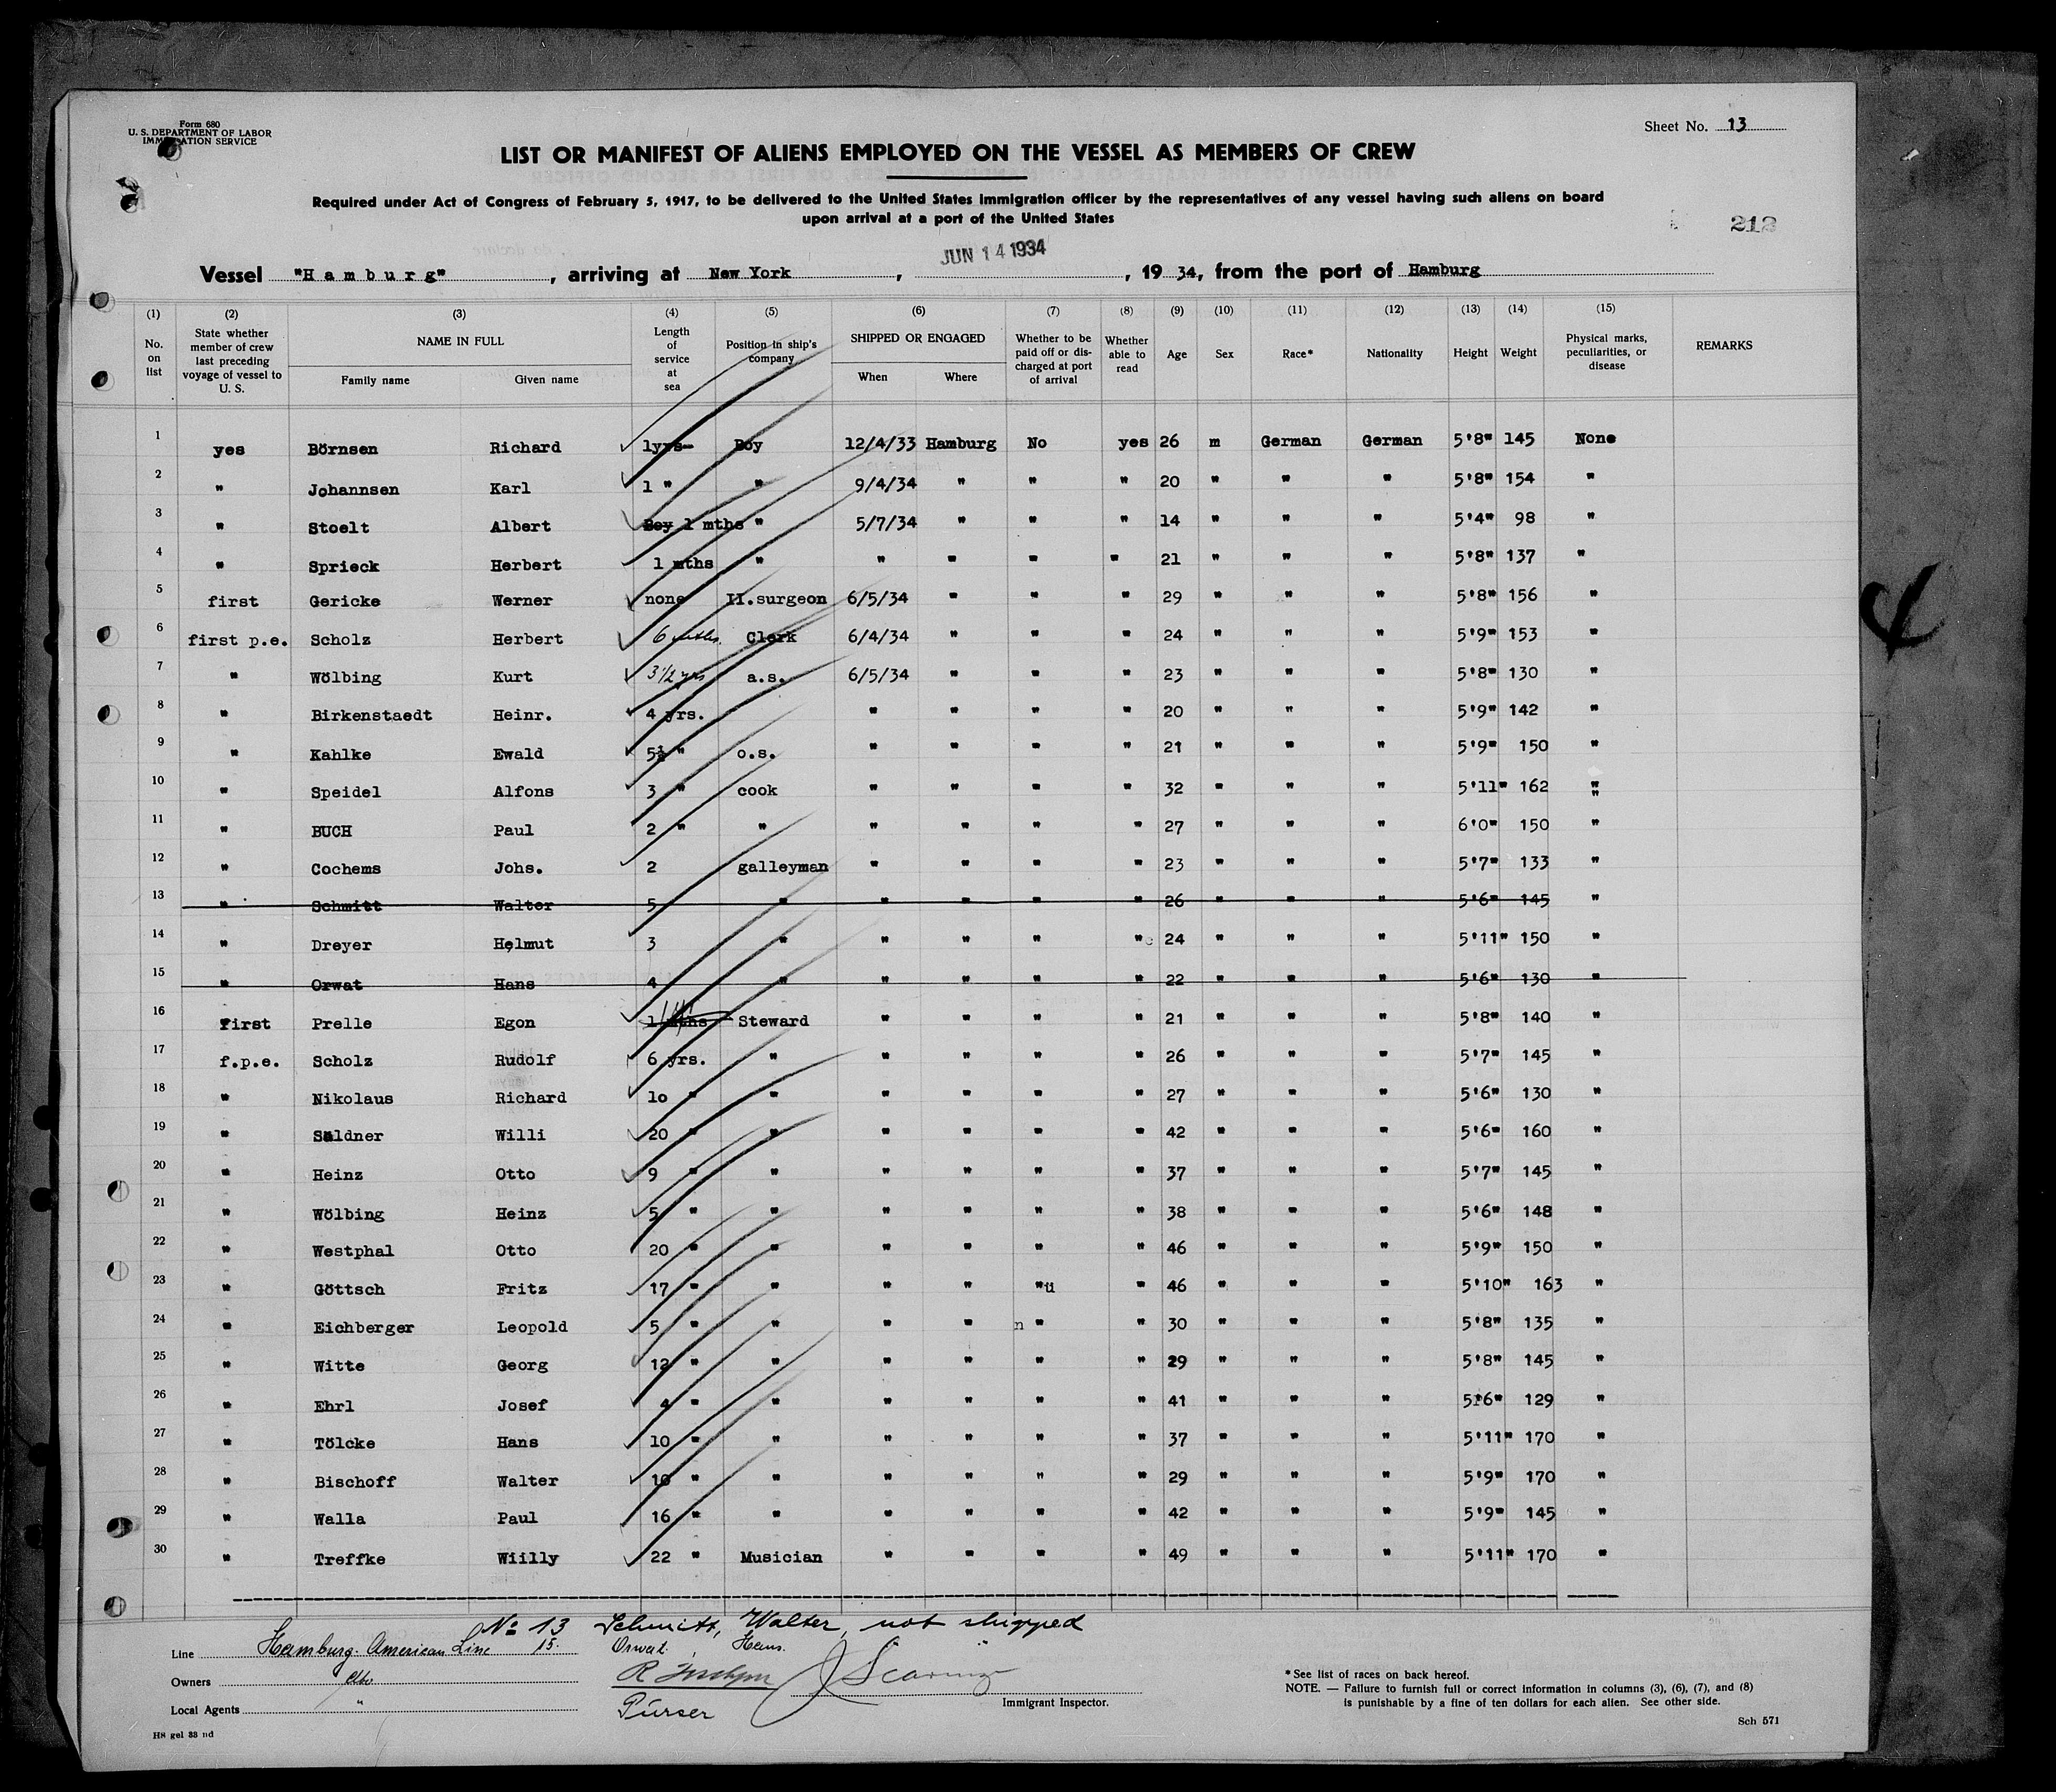 Form 680
U. S. DEPARTMENT OF LABOR
IMMIGRATION SERVICE
Sheet No. 13
LIST OR MANIFEST OF ALIENS EMPLOYED ON THE VESSEL AS MEMBERS OF CREW
Required under Act of Congress of February 5, 1917, to be delivered to the United States immigration officer by the representatives of any vessel having such aliens on board
upon arrival at a port of the United States
212
JUN 14 1934
Vessel "H a m b u r g", arriving at New York, , 19 34, from the port of Hamburg
(1) (2) (3) (4) (5) (6) (7) (8) (9) (10) (11) (12) (13) (14) (15)
No. on list | State whether member of crew last preceding voyage of vessel to U. S. | NAME IN FULL Family name Given name | Length of service at sea | Position in ship's company | SHIPPED OR ENGAGED When Where | Whether to be paid off or discharged at port of arrival | Whether able to read | Age | Sex | Race* | Nationality | Height | Weight | Physical marks, peculiarities, or disease | REMARKS
1 yes Börnsen Richard 1yrs Boy 12/4/33 Hamburg No yes 26 m German German 5'8" 145 None
2 " Johannsen Karl 1 " " 9/4/34 " " " 20 " " " 5'8" 154 "
3 " Stoelt Albert Boy 1 mths " 5/7/34 " " " 14 " " " 5'4" 98 "
4 " Sprieck Herbert 1 mths " " " " " 21 " " " 5'8" 137 "
5 first Gericke Werner none II.surgeon 6/5/34 " " " 29 " " " 5'8" 156 "
6 first p.e. Scholz Herbert 6 mths. Clerk 6/4/34 " " " 24 " " " 5'9" 153 "
7 " Wölbing Kurt 3 1/2 yrs a.s. 6/5/34 " " " 23 " " " 5'8" 130 "
8 " Birkenstaedt Heinr. 4 yrs. " " " " 20 " " " 5'9" 142 "
9 " Kahlke Ewald 5½ " o.s. " " " " 21 " " " 5'9" 150 "
10 " Speidel Alfons 3 " cook " " " " 32 " " " 5'11" 162 " "
11 " BUCH Paul 2 " " " " " " 27 " " " 6'0" 150 "
12 " Cochems Johs. 2 galleyman " " " " 23 " " " 5'7" 133 "
13 " Schmitt Walter 5 " " " " " 26 " " " 5'6" 145 "
14 " Dreyer Helmut 3 " " " " " 24 " " " 5'11" 150 "
15 " Orwat Hans 4 " " " " " 22 " " " 5'6" 130 "
16 first Prelle Egon 1 mths Steward " " " " 21 " " " 5'8" 140 "
17 f.p.e. Scholz Rudolf 6 yrs. " " " " " 26 " " " 5'7" 145 "
18 " Nikolaus Richard lo " " " " " " 27 " " " 5'6" 130 "
19 " Säldner Willi 20 " " " " " " 42 " " " 5'6" 160 "
20 " Heinz Otto 9 " " " " " " 37 " " " 5'7" 145 "
21 " Wölbing Heinz 5 " " " " " " 38 " " " 5'6" 148 "
22 " Westphal Otto 20 " " " " " " 46 " " " 5'9" 150 "
23 " Göttsch Fritz 17 " " " " "ü " 46 " " " 5'10" 163 "
24 " Eichberger Leopold 5 " " " " n " " 30 " " " 5'8" 135 "
25 " Witte Georg 12 " " " " " " 29 " " " 5'8" 145 "
26 " Ehrl Josef 4 " " " " " " 41 " " " 5'6" 129 "
27 " Tölcke Hans 10 " " " " " " 37 " " " 5'11" 170 "
28 " Bischoff Walter 10 " " " " " " 29 " " " 5'9" 170 "
29 " Walla Paul 16 " " " " " " 42 " " " 5'9" 145 "
30 " Treffke Wiilly 22 " Musician " " " " 49 " " " 5'11" 170 "
No 13 Schmitt, Walter, not shipped
15. Orwat, Hans. " "
Line Hamburg-American Line
Owners dto
Local Agents "
Purser
Immigrant Inspector.
* See list of races on back hereof.
NOTE. — Failure to furnish full or correct information in columns (3), (6), (7), and (8)
is punishable by a fine of ten dollars for each alien. See other side.
H8 gel 33 nd
Sch 571